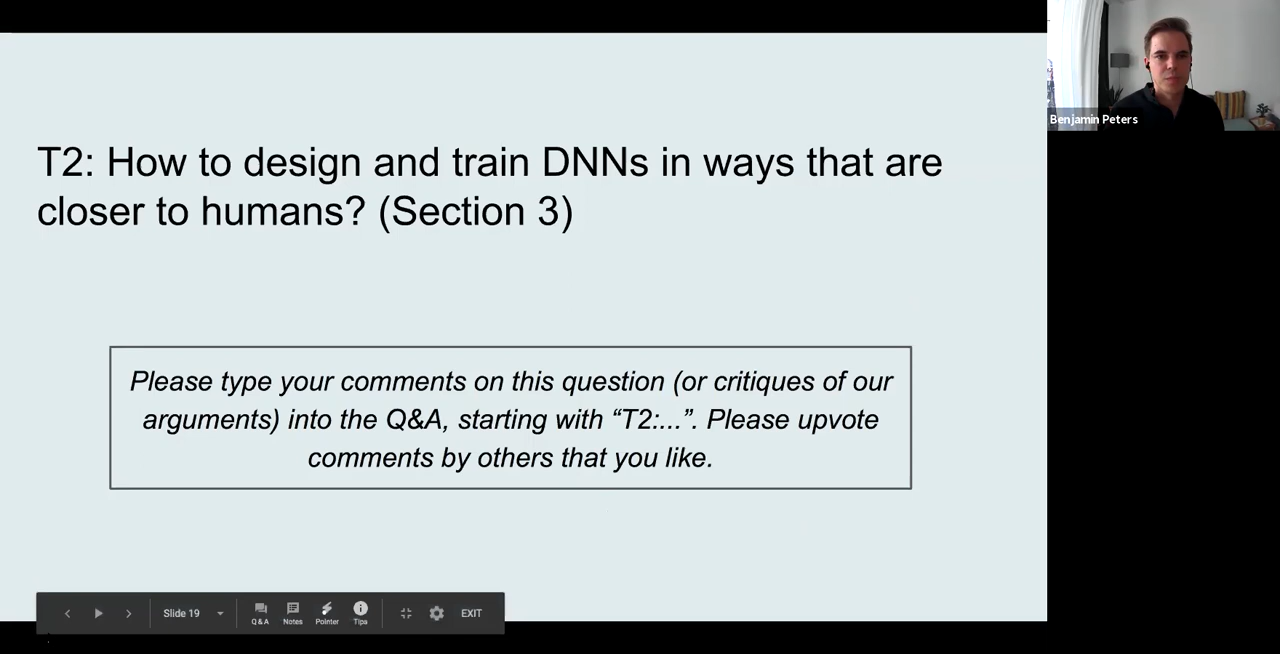 T2: How to design and train DNNs in ways that are
closer to humans? (Section 3)
Please type your comments on this question (or critiques of our
arguments) into the Q&A, starting with “T2:...”. Please upvote
comments by others that you like.
Benjamin Peters
Slide 19
Q&A
Notes
Pointer
Tips
EXIT